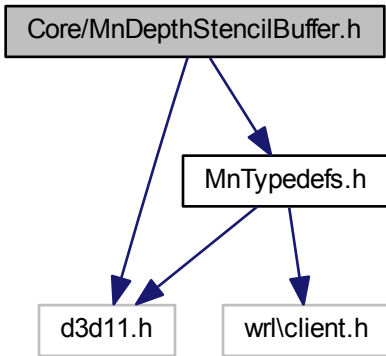 Core/MnDepthStencilBuffer.h
MnTypedefs.h
d3d11.h
wrl\client.h